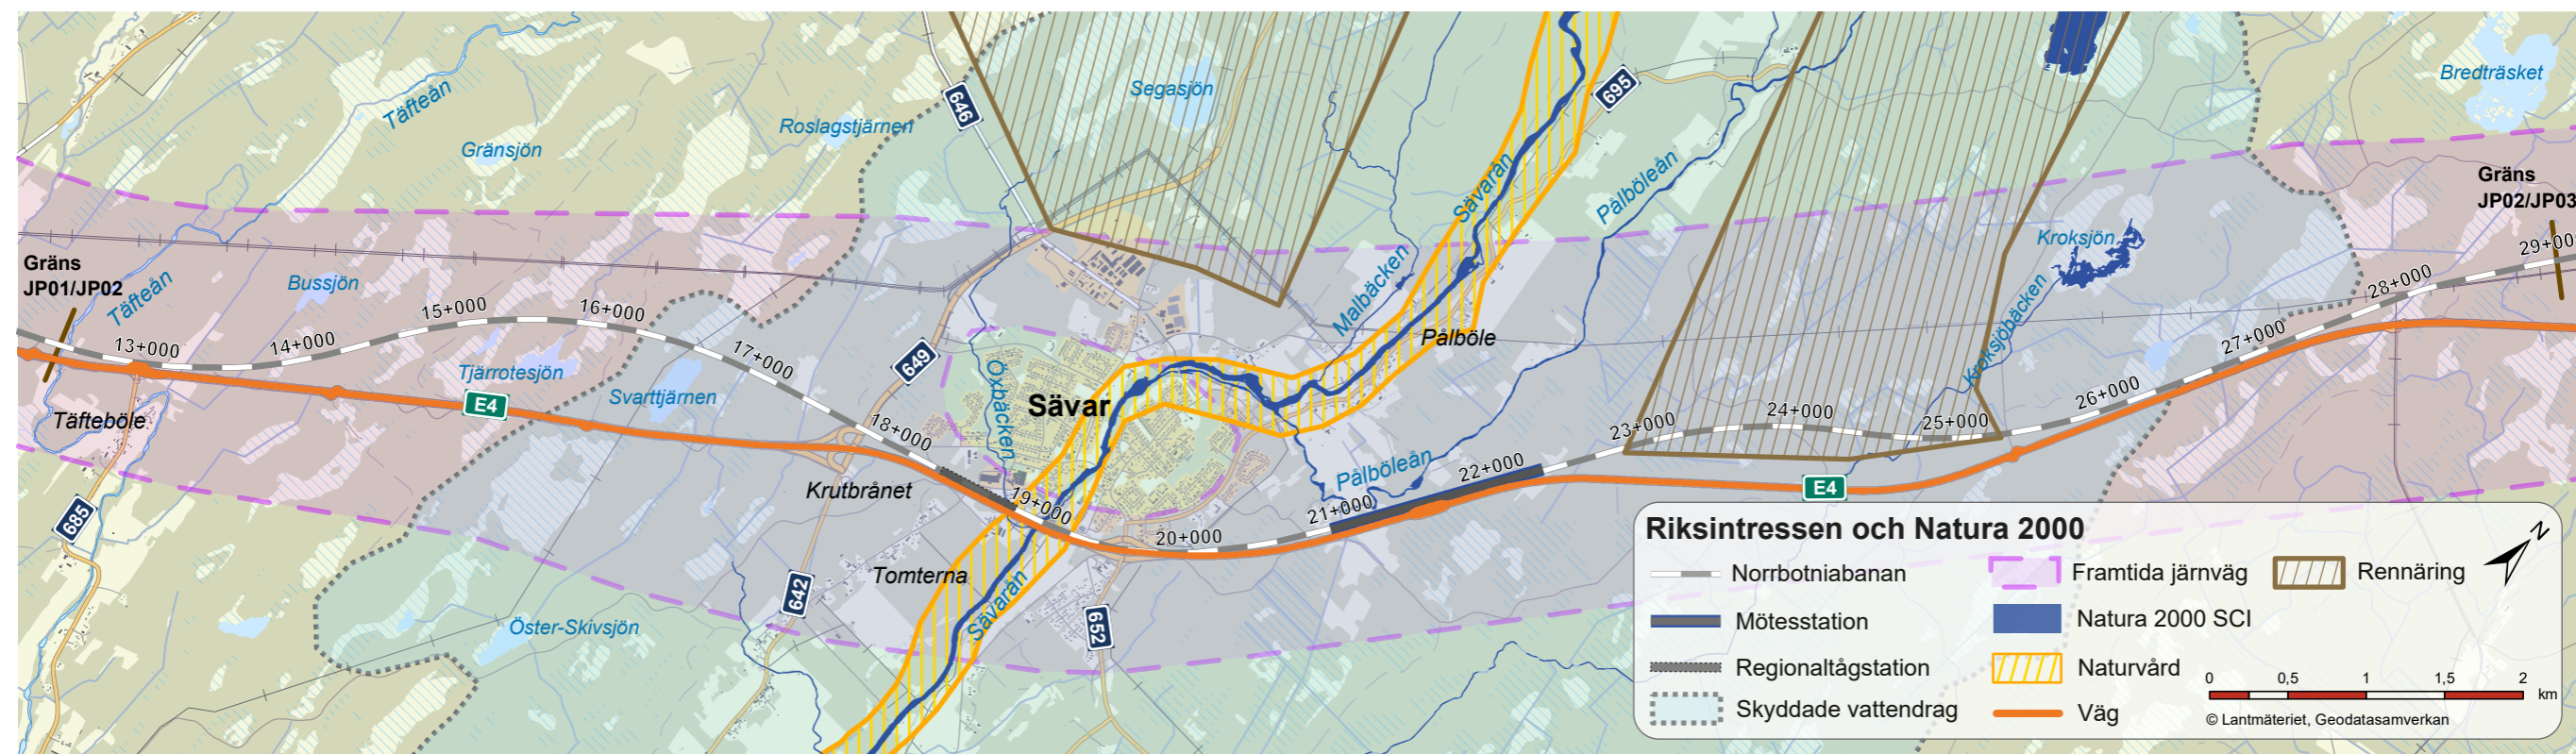 Täfteån
Gränsjön
Roslagstjärnen
646
Segasjön
695
Bredträsket
Sävarån
Pålböleån
Gräns
JP02/JP03
29+00
Kroksjön
28+000
Gräns
JP01/JP02
Täfteån
Bussjön
13+000
14+000
15+000
16+000
17+000
649
Malbäcken
Pålböle
Kroksjöbäcken
27+000
26+000
Tjärrotesjön
E4
Svarttjärnen
Täfteböle
Öxbäcken
Sävar
18+000
23+000
24+000
25+000
Krutbrånet
19+000
20+000
Pålböleån
21+000
22+000
E4
685
642
Tomterna
Sävarån
652
Öster-Skivsjön
Riksintressen och Natura 2000
Norrbotniabanan
Mötesstation
Regionaltågstation
Skyddade vattendrag
Framtida järnväg
Natura 2000 SCI
Naturvård
Väg
Rennäring
N
0 0,5 1 1,5 2
km
© Lantmäteriet, Geodatasamverkan